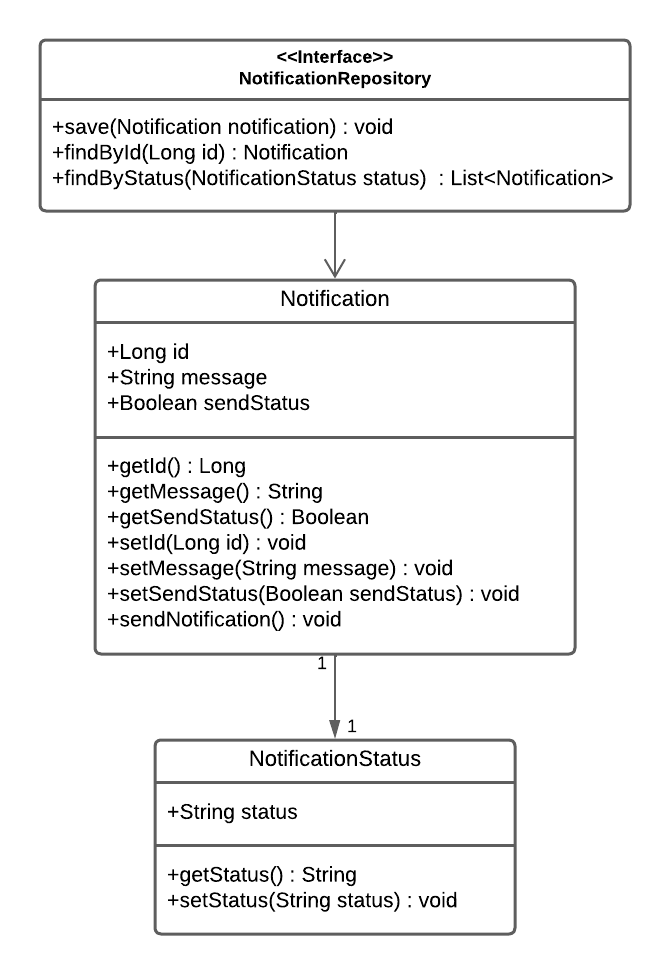 <<Interface>>
NotificationRepository
+save(Notification notification) : void
+findById(Long id) : Notification
+findByStatus(NotificationStatus status)  : List<Notification>
Notification
+Long id
+String message
+Boolean sendStatus
+getId() : Long
+getMessage() : String
+getSendStatus() : Boolean
+setId(Long id) : void
+setMessage(String message) : void
+setSendStatus(Boolean sendStatus) : void
+sendNotification() : void
1
1
NotificationStatus
+String status
+getStatus() : String
+setStatus(String status) : void